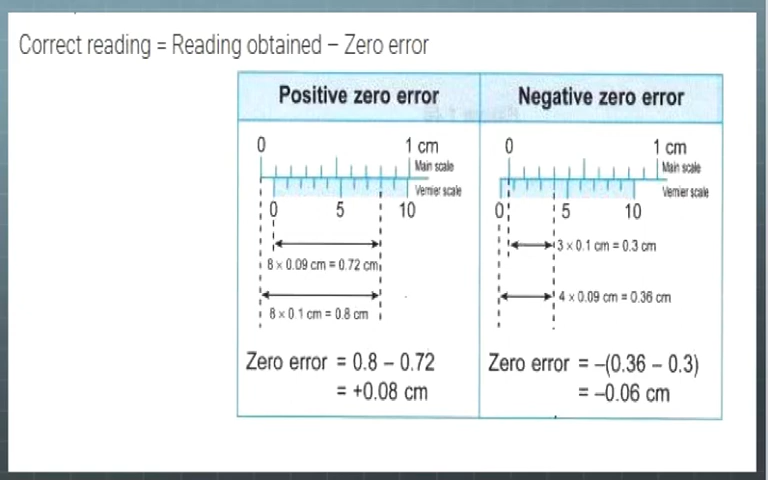 Correct reading = Reading obtained – Zero error
Positive zero error
Negative zero error
0 1 cm
Main scale
Vernier scale
0 5 10
8 × 0.09 cm = 0.72 cm
8 × 0 1 cm = 0.8 cm
Zero error = 0.8 – 0.72
= +0.08 cm
0 1 cm
Main scale
Vernier scale
0 5 10
3 × 0.1 cm = 0.3 cm
4 × 0.09 cm = 0.36 cm
Zero error = –(0.36 – 0.3)
= –0.06 cm